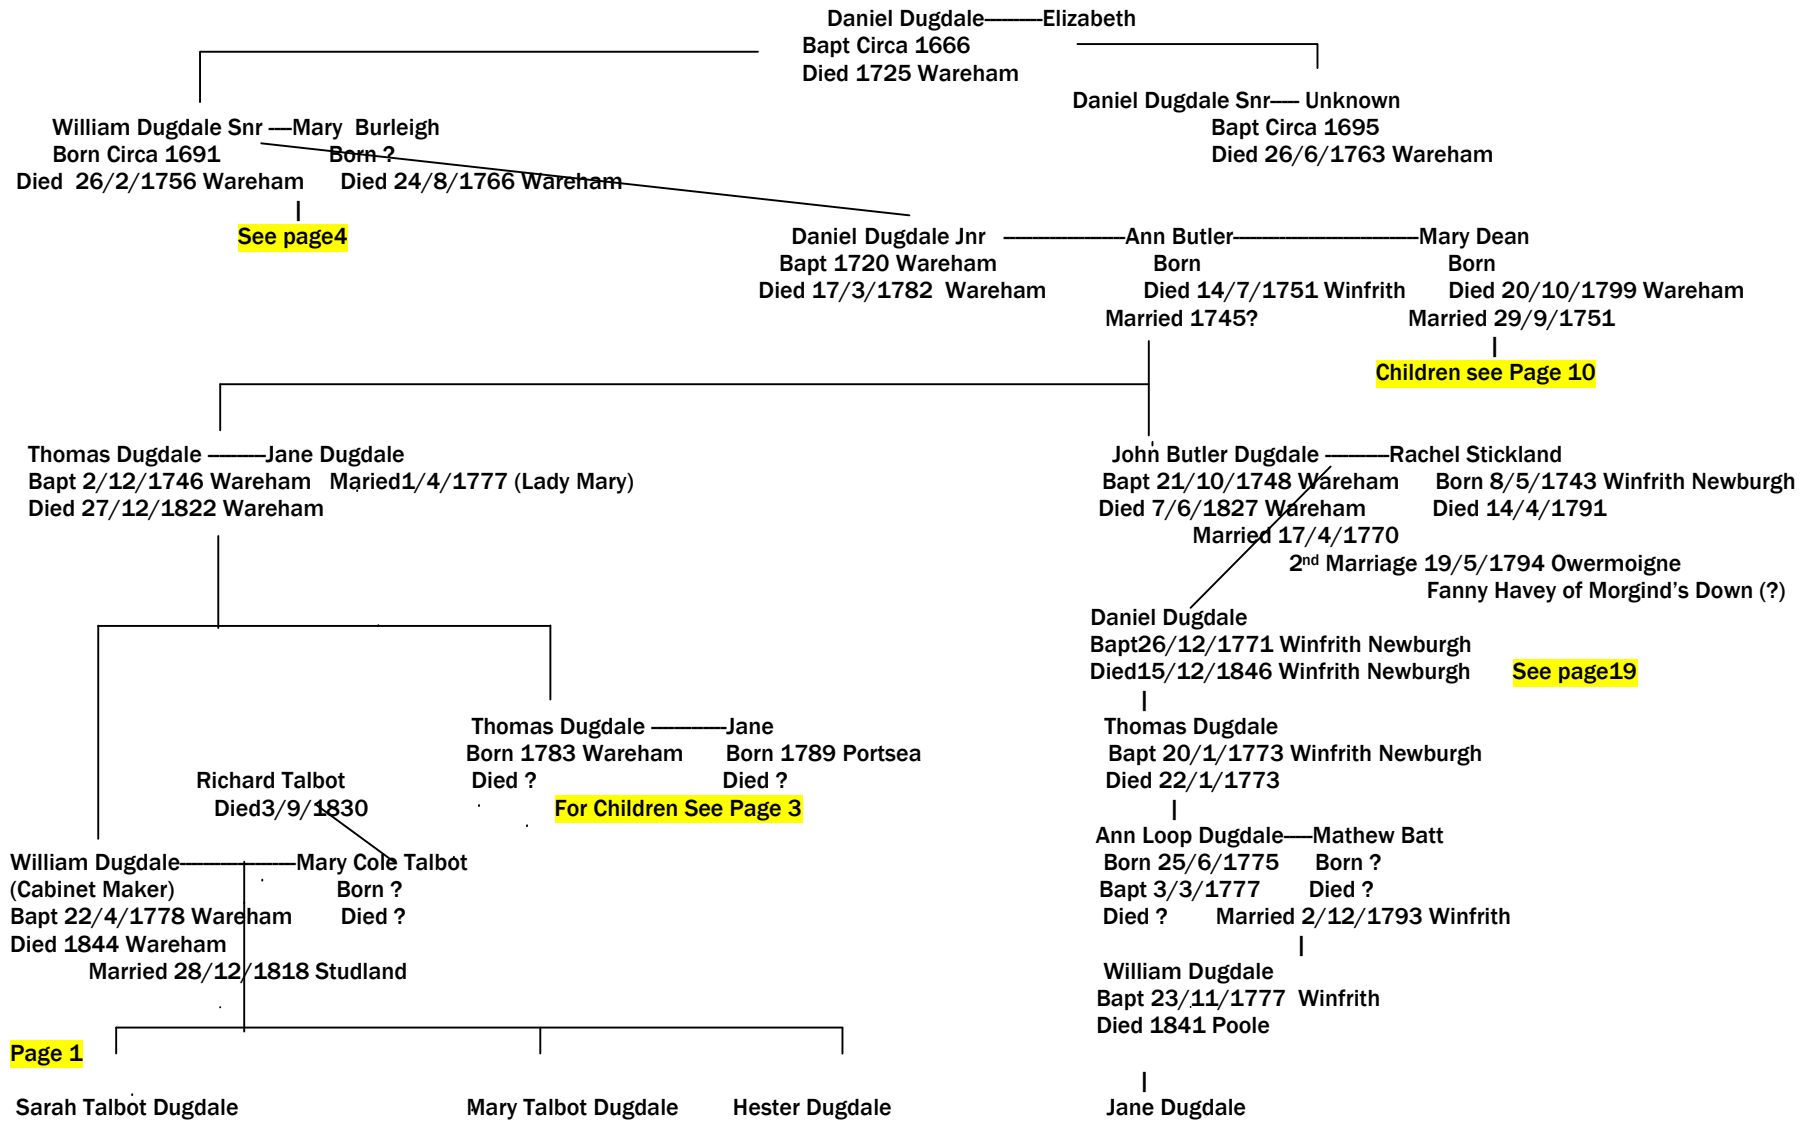 Daniel Dugdale Elizabeth
Bapt Circa 1666
Died 1725 Wareham
Daniel Dugdale Snr Unknown
Bapt Circa 1695
Died 26/6/1763 Wareham
William Dugdale Snr Mary Burleigh
Born Circa 1691 Born ?
Died 26/2/1756 Wareham Died 24/8/1766 Wareham
See page4
Daniel Dugdale Jnr Ann Butler Mary Dean
Bapt 1720 Wareham Born Born
Died 17/3/1782 Wareham Died 14/7/1751 Winfrith Died 20/10/1799 Wareham
Married 1745? Married 29/9/1751
Children see Page 10
Thomas Dugdale Jane Dugdale
Bapt 2/12/1746 Wareham Maried1/4/1777 (Lady Mary)
Died 27/12/1822 Wareham
John Butler Dugdale Rachel Stickland
Bapt 21/10/1748 Wareham Born 8/5/1743 Winfrith Newburgh
Died 7/6/1827 Wareham Died 14/4/1791
Married 17/4/1770
2nd Marriage 19/5/1794 Owermoigne
Fanny Havey of Morgind's Down (?)
Daniel Dugdale
Bapt26/12/1771 Winfrith Newburgh
Died15/12/1846 Winfrith Newburgh See page19
Thomas Dugdale Jane
Born 1783 Wareham Born 1789 Portsea
Died ? Died ?
For Children See Page 3
Thomas Dugdale
Bapt 20/1/1773 Winfrith Newburgh
Died 22/1/1773
Richard Talbot
Died3/9/1830
William Dugdale Mary Cole Talbot
(Cabinet Maker) Born ?
Bapt 22/4/1778 Wareham Died ?
Died 1844 Wareham
Married 28/12/1818 Studland
Ann Loop Dugdale Mathew Batt
Born 25/6/1775 Born ?
Bapt 3/3/1777 Died ?
Died ? Married 2/12/1793 Winfrith
William Dugdale
Bapt 23/11/1777 Winfrith
Died 1841 Poole
Page 1
Sarah Talbot Dugdale Mary Talbot Dugdale Hester Dugdale Jane Dugdale